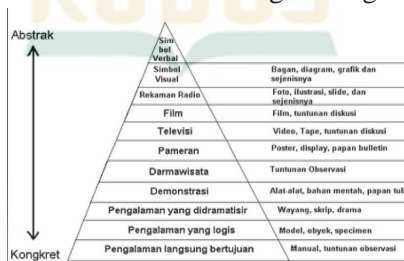 KUDUS
Abstrak
Sim
bol
Verbal
Simbol
Visual
Bagan, diagram, grafik dan
sejenisnya
Rekaman Radio
Foto, ilustrasi, slide, dan
sejenisnya
Film
Film, tuntunan diskusi
Televisi
Video, Tape, tuntunan diskusi
Pameran
Poster, display, papan bulletin
Darmawisata
Tuntunan Observasi
Demonstrasi
Alat-alat, bahan mentah, papan tuli
Pengalaman yang didramatisir
Wayang, skrip, drama
Pengalaman yang logis
Model, obyek, specimen
Kongkret
Pengalaman langsung bertujuan
Manual, tuntunan observasi